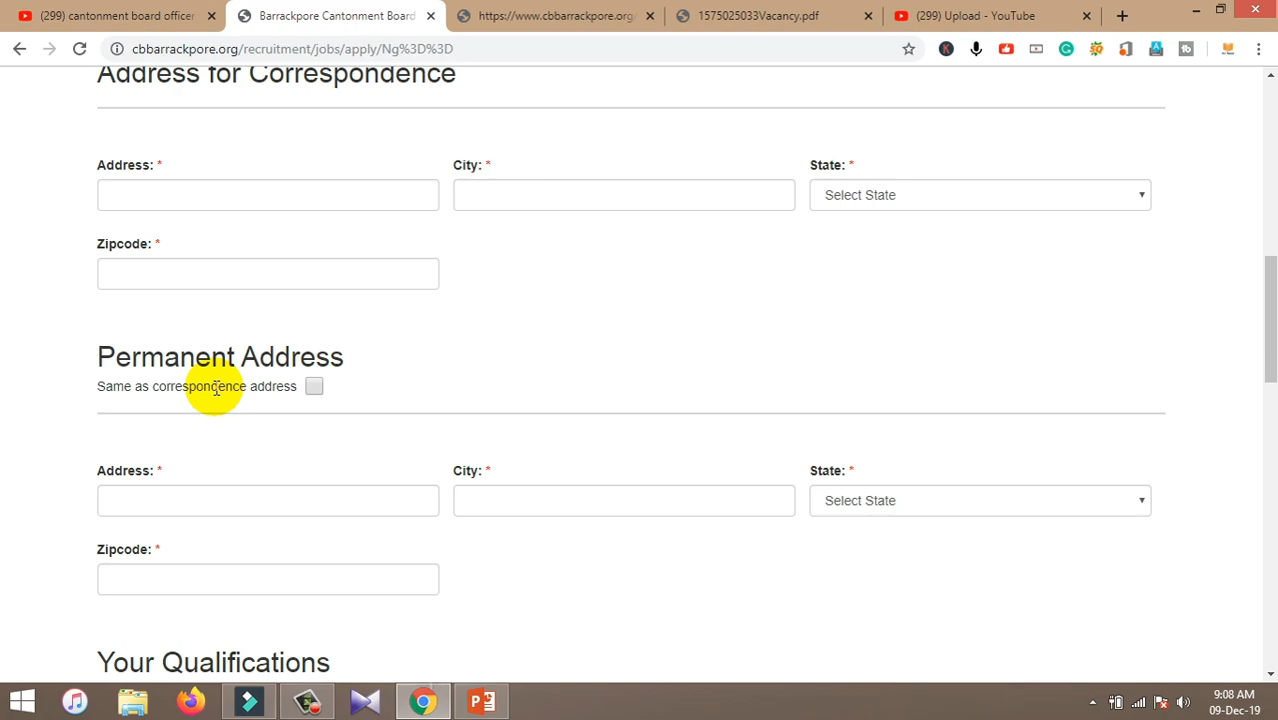 (299) cantonment board officer
Barrackpore Cantonment Board
https://www.cbbarrackpore.org/
1575025033Vacancy.pdf
(299) Upload - YouTube
cbbarrackpore.org/recruitment/jobs/apply/Ng%3D%3D
Address for Correspondence
Address: * City: * State: *
Select State
Zipcode: *
Permanent Address
Same as correspondence address
Address: * City: * State: *
Select State
Zipcode: *
Your Qualifications
9:08 AM
09-Dec-19